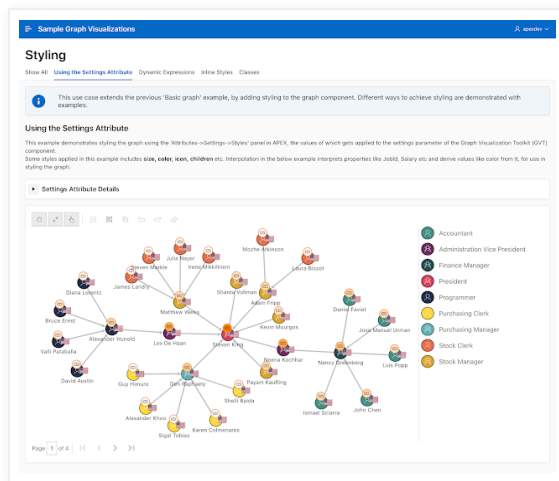 Sample Graph Visualizations
apexdev
Styling
Show All Using the Settings Attribute Dynamic Expressions Inline Styles Classes
This use case extends the previous 'Basic graph' example, by adding styling to the graph component. Different ways to achieve styling are demonstrated with
examples.
Using the Settings Attribute
This example demonstrates styling the graph using the 'Attributes->Settings->Styles' panel in APEX, the values of which gets applied to the settings parameter of the Graph Visualization Toolkit (GVT)
component.
Some styles applied in this example includes size, color, icon, children etc. Interpolation in the below example interprets properties like JobId, Salary etc and derive values like color from it, for use in
styling the graph.
Settings Attribute Details
Mozhe Atkinson
Julia Nayer
Steven Markle
Irene Mikkilineni
Laura Bissot
James Landry
Diana Lorentz
Shanta Vollman
Adam Fripp
Matthew Weiss
Daniel Faviet
Bruce Ernst
Kevin Mourgos
Jose Manuel Urman
Alexander Hunold
Lex De Haan
Steven King
Valli Pataballa
Neena Kochhar
Nancy Greenberg
Luis Popp
David Austin
Guy Himuro
Den Raphaely
Payam Kaufling
Shelli Baida
Alexander Khoo
Ismael Sciarra
John Chen
Karen Colmenares
Sigal Tobias
Accountant
Administration Vice President
Finance Manager
President
Programmer
Purchasing Clerk
Purchasing Manager
Stock Clerk
Stock Manager
Page 1 of 4